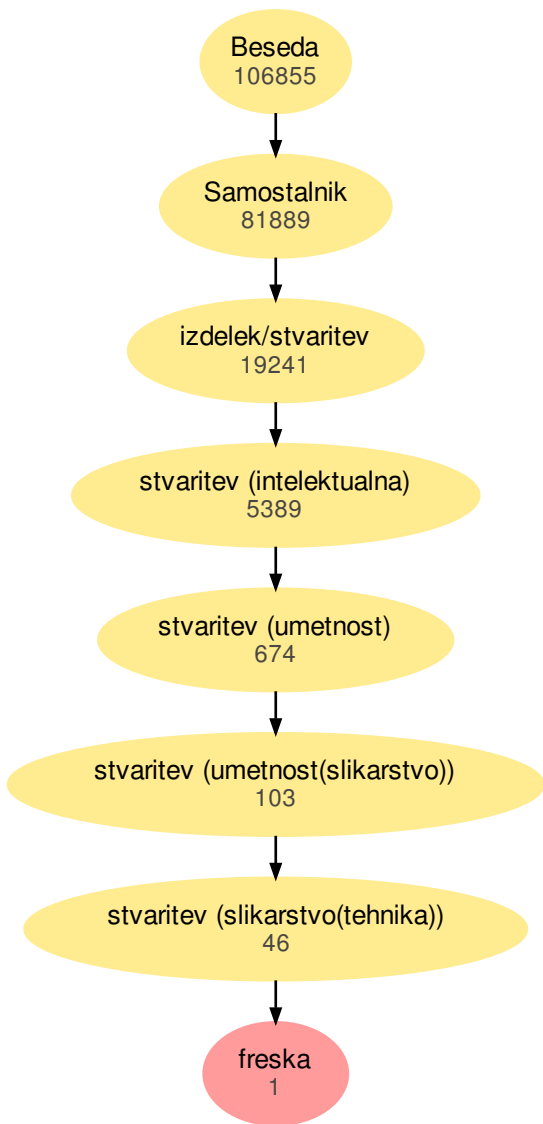 Beseda
106855
Samostalnik
81889
izdelek/stvaritev
19241
stvaritev (intelektualna)
5389
stvaritev (umetnost)
674
stvaritev (umetnost(slikarstvo))
103
stvaritev (slikarstvo(tehnika))
46
freska
1